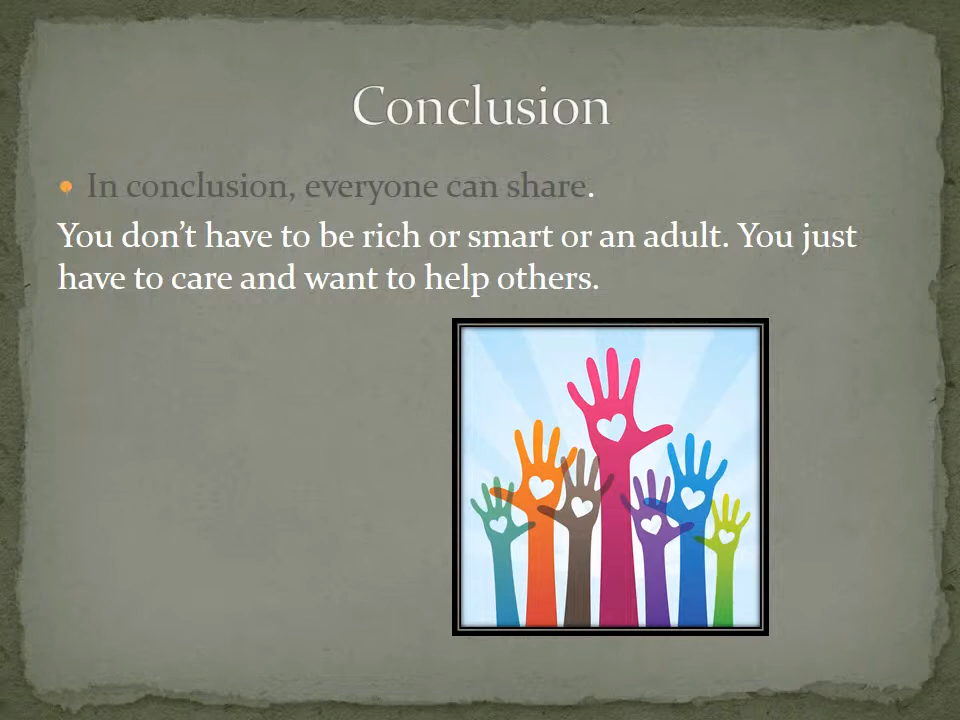 Conclusion
• In conclusion, everyone can share.
You don’t have to be rich or smart or an adult. You just
have to care and want to help others.